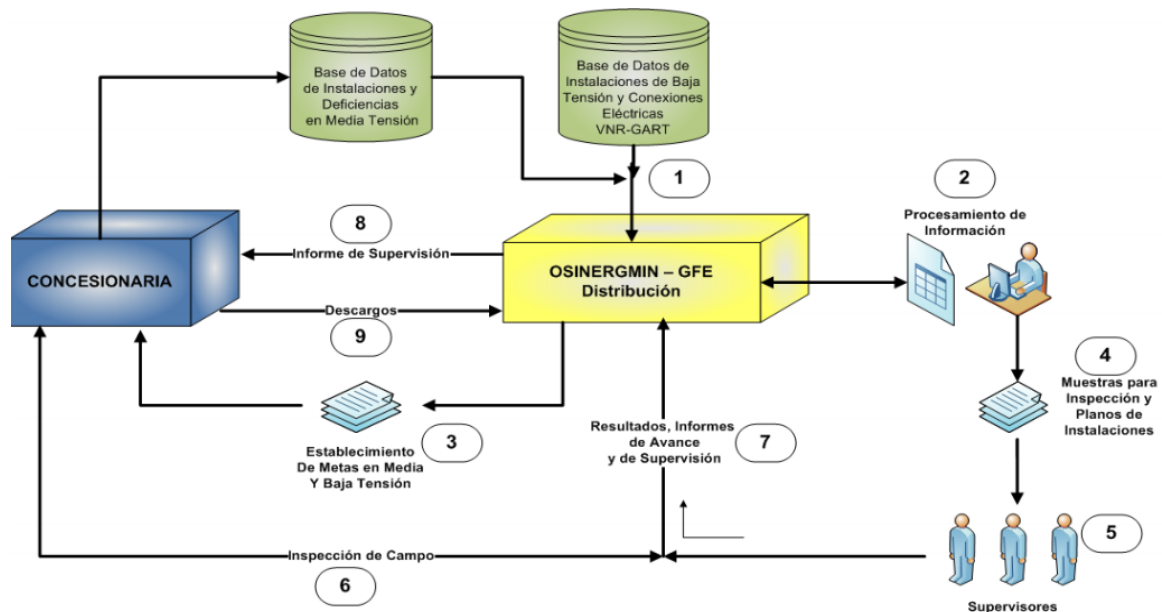 Base de Datos
de Instalaciones y
Deficiencias
en Media Tensión
Base de Datos de
Instalaciones de Baja
Tensión y Conexiones
Eléctricas
VNR-GART
1
2
Procesamiento de
Información
8
Informe de Supervisión
CONCESIONARIA
OSINERGMIN – GFE
Distribución
Descargos
9
4
Muestras para
Inspección y
Planos de
Instalaciones
3
Establecimiento
De Metas en Media
Y Baja Tensión
Resultados, Informes
de Avance
y de Supervisión
7
5
Inspección de Campo
6
Supervisores